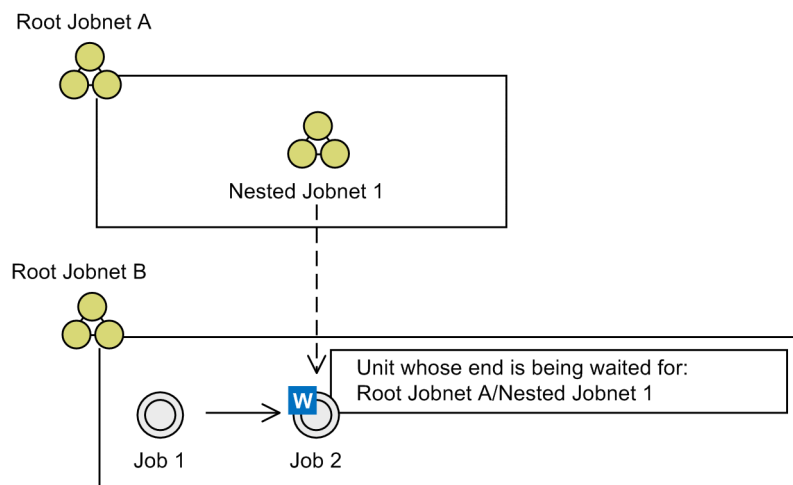 Root Jobnet A
Nested Jobnet 1
Root Jobnet B
Unit whose end is being waited for:
Root Jobnet A/Nested Jobnet 1
W
Job 1
Job 2